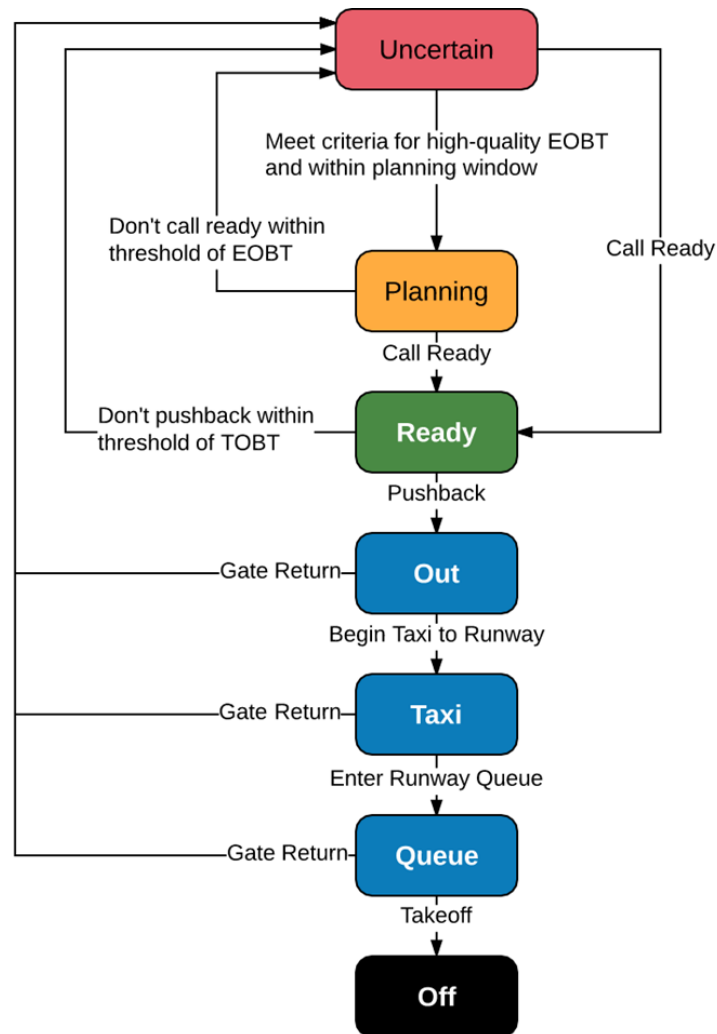 Uncertain
Meet criteria for high-quality EOBT
and within planning window
Don't call ready within
threshold of EOBT
Call Ready
Planning
Call Ready
Don't pushback within
threshold of TOBT
Ready
Pushback
Gate Return
Out
Begin Taxi to Runway
Gate Return
Taxi
Enter Runway Queue
Gate Return
Queue
Takeoff
Off